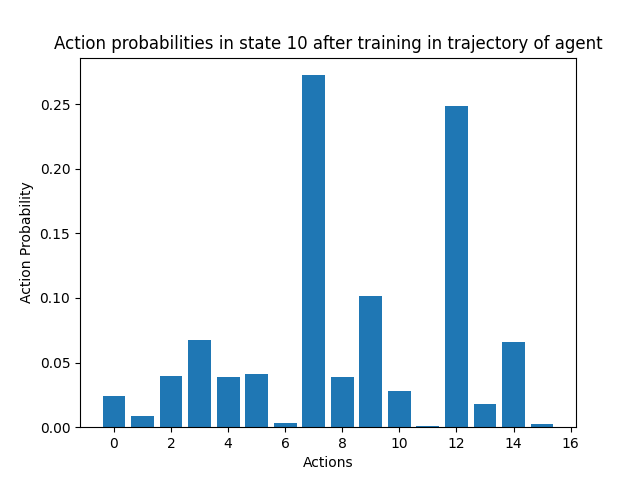 Action probabilities in state 10 after training in trajectory of agent
Action Probability
0.25
0.20
0.15
0.10
0.05
0.00
0 2 4 6 8 10 12 14 16
Actions